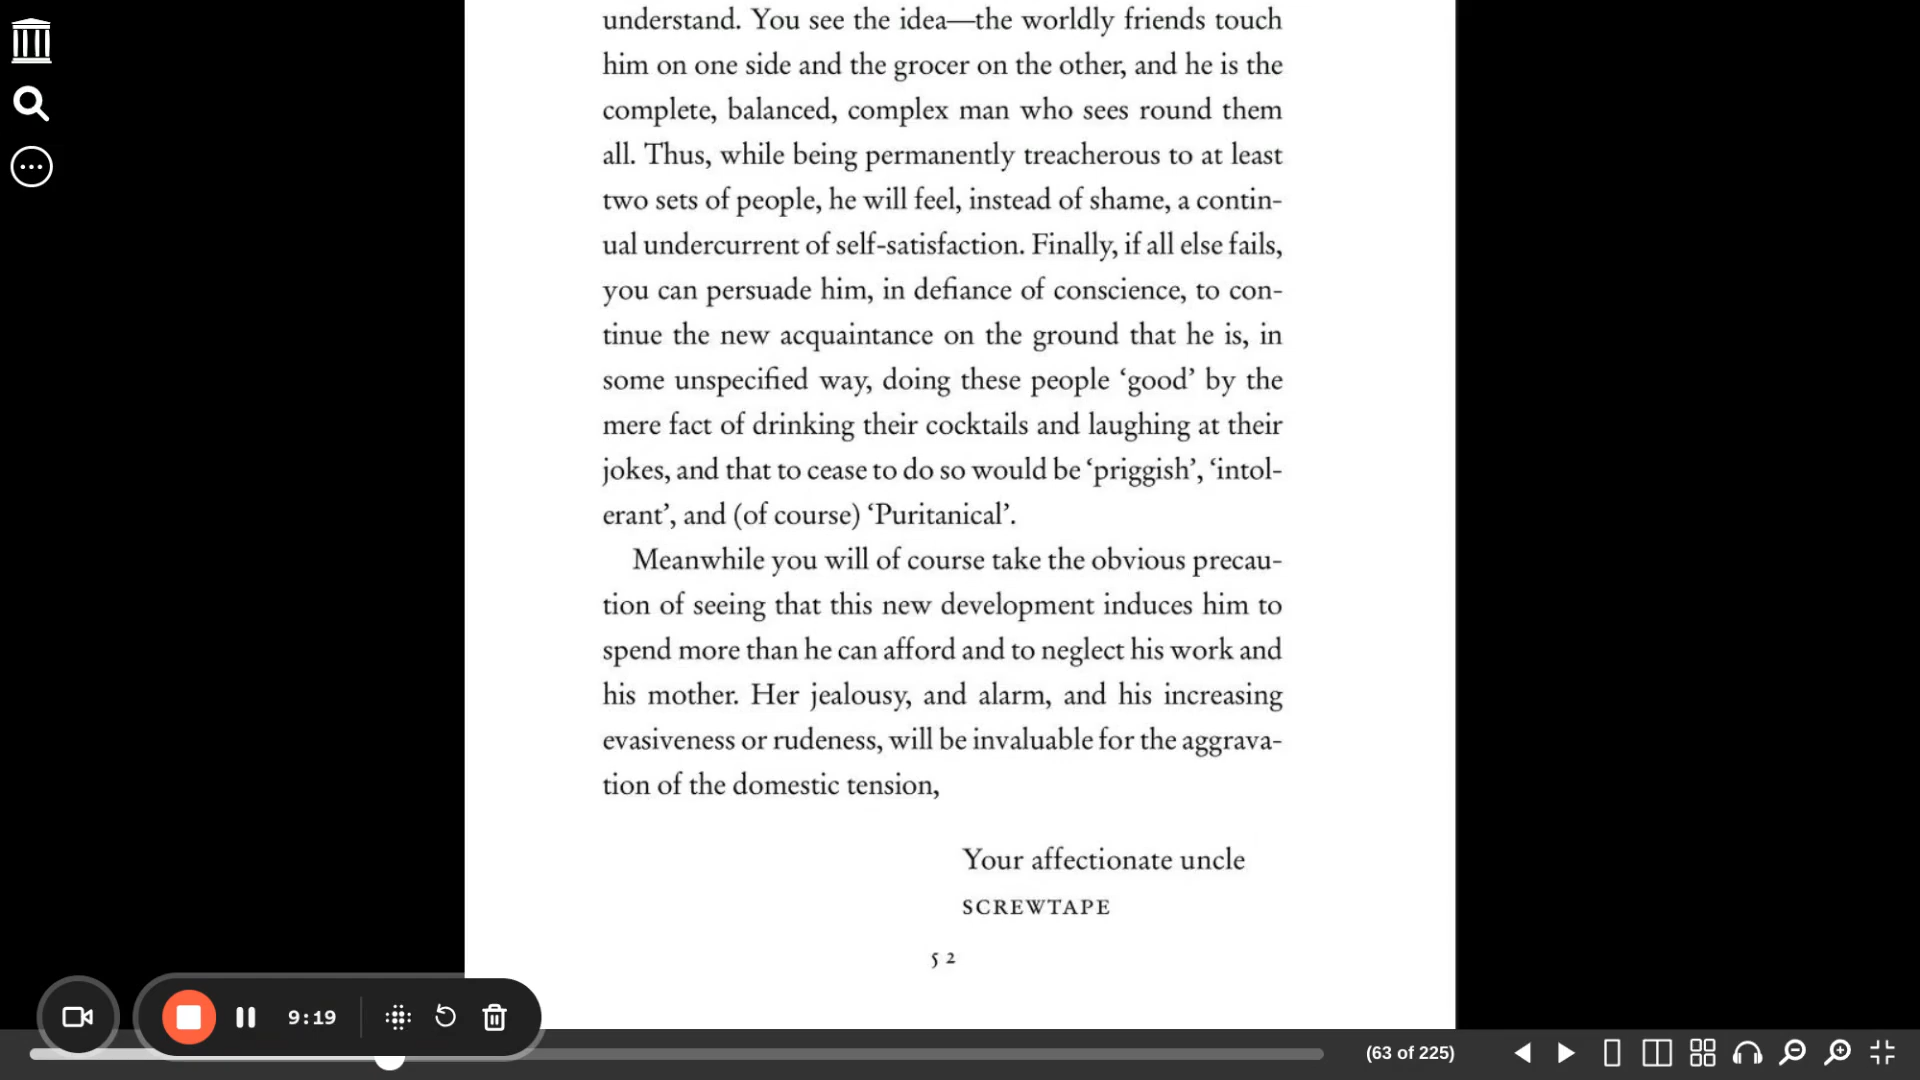 understand. You see the idea—the worldly friends touch
him on one side and the grocer on the other, and he is the
complete, balanced, complex man who sees round them
all. Thus, while being permanently treacherous to at least
two sets of people, he will feel, instead of shame, a contin-
ual undercurrent of self-satisfaction. Finally, if all else fails,
you can persuade him, in defiance of conscience, to con-
tinue the new acquaintance on the ground that he is, in
some unspecified way, doing these people ‘good’ by the
mere fact of drinking their cocktails and laughing at their
jokes, and that to cease to do so would be ‘priggish’, ‘intol-
erant’, and (of course) ‘Puritanical’.
Meanwhile you will of course take the obvious precau-
tion of seeing that this new development induces him to
spend more than he can afford and to neglect his work and
his mother. Her jealousy, and alarm, and his increasing
evasiveness or rudeness, will be invaluable for the aggrava-
tion of the domestic tension,
Your affectionate uncle
SCREWTAPE
52
9:19
(63 of 225)